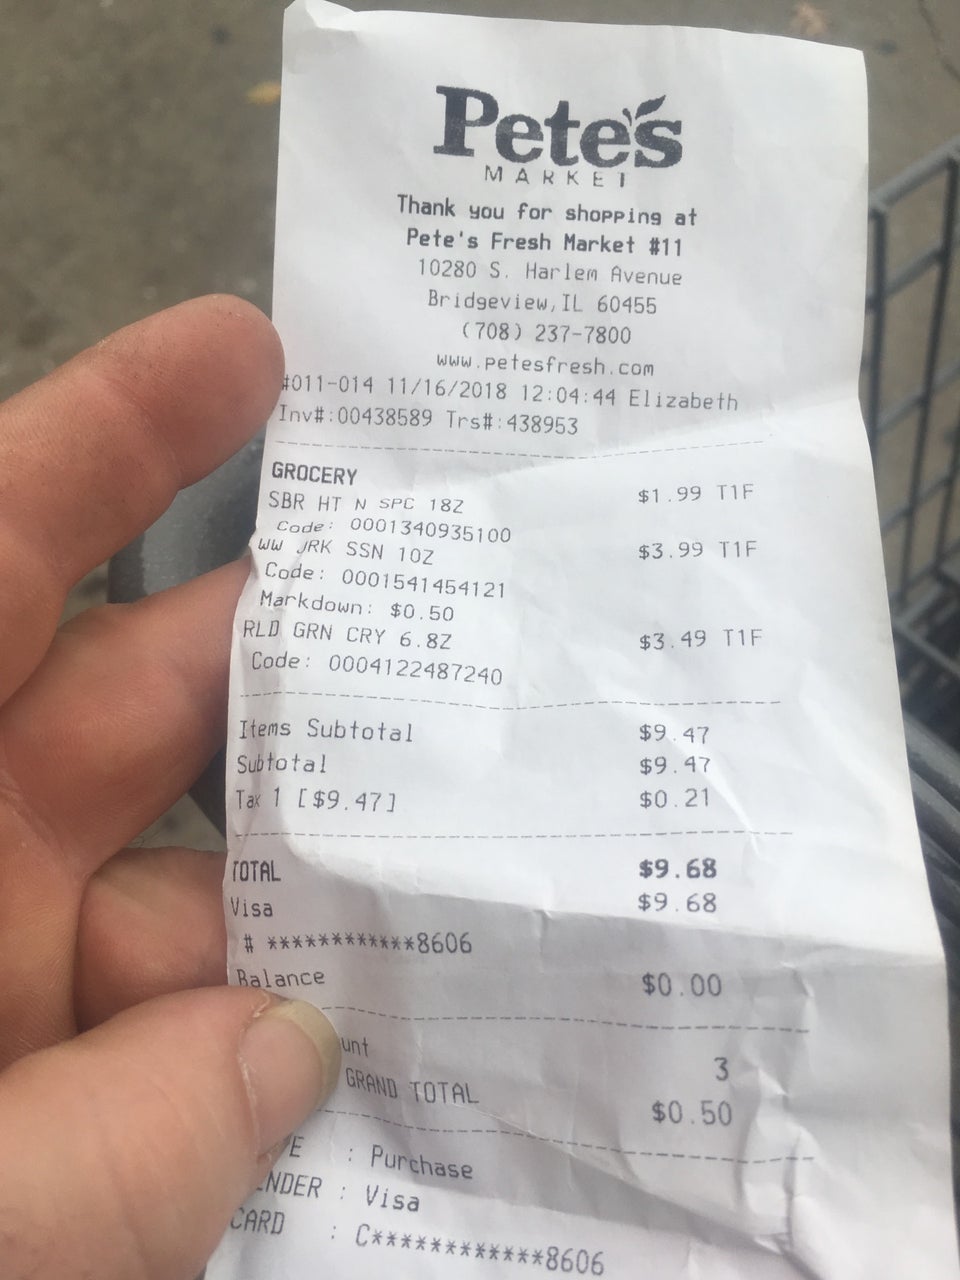 Pete's
MARKET
Thank you for shopping at
Pete's Fresh Market #11
10280 S. Harlem Avenue
Bridgeview, IL 60455
(708) 237-7800
www.petesfresh.com
#011-014 11/16/2018 12:04:44 Elizabeth
Inv#:00438589 Trs#:438953
GROCERY
SBR HT N SPC 18Z $1.99 T1F
Code: 0001340935100
WW JRK SSN 10Z $3.99 T1F
Code: 0001541454121
Markdown: $0.50
RLD GRN CRY 6.8Z $3.49 T1F
Code: 0004122487240
Items Subtotal $9.47
Subtotal $9.47
Tax 1 [$9.47] $0.21
TOTAL $9.68
Visa $9.68
# ************8606
Balance $0.00
unt 3
GRAND TOTAL $0.50
E : Purchase
ENDER : Visa
CARD : C************8606